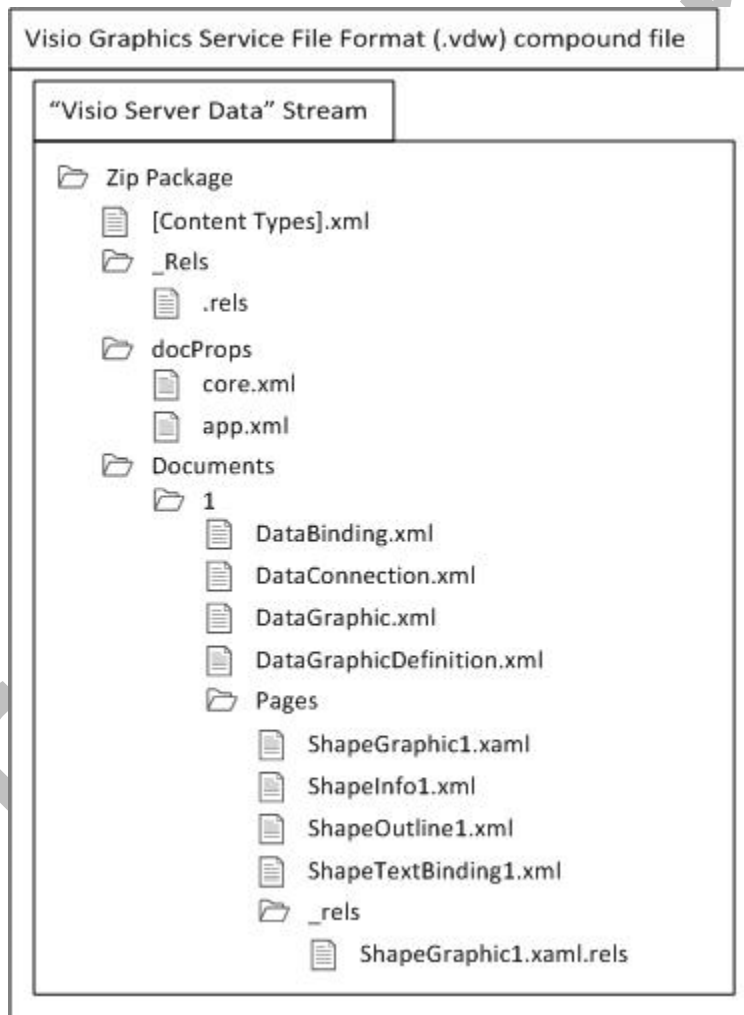 Visio Graphics Service File Format (.vdw) compound file
“Visio Server Data” Stream
Zip Package
[Content Types].xml
_Rels
.rels
docProps
core.xml
app.xml
Documents
1
DataBinding.xml
DataConnection.xml
DataGraphic.xml
DataGraphicDefinition.xml
Pages
ShapeGraphic1.xaml
ShapeInfo1.xml
ShapeOutline1.xml
ShapeTextBinding1.xml
_rels
ShapeGraphic1.xaml.rels